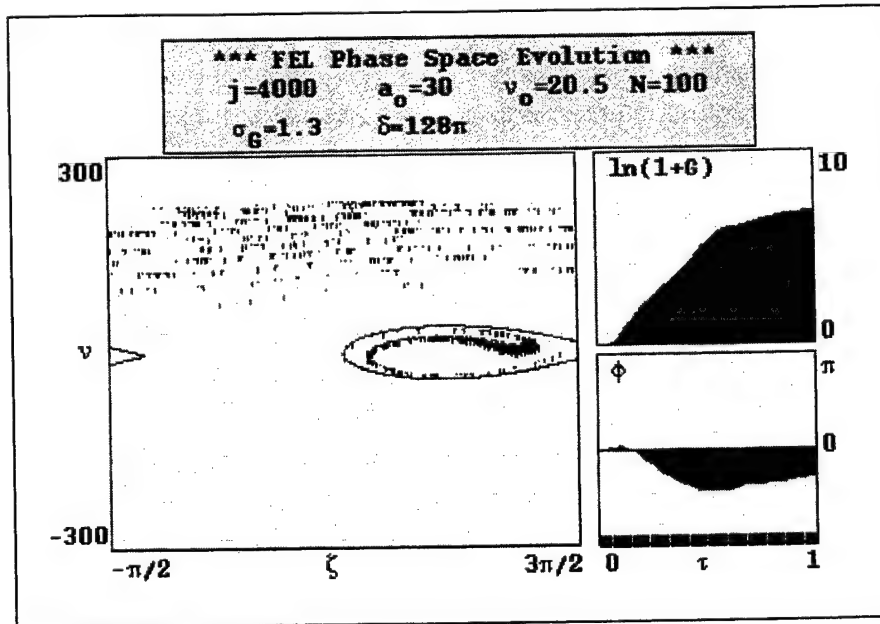 *** FEL Phase Space Evolution ***
j=4000 a₀=30 ν₀=20.5 N=100
σ_G=1.3 δ=128π
300
ν
-300
-π/2 ζ 3π/2
ln(1+G) 10
0
ϕ π
0
0 τ 1